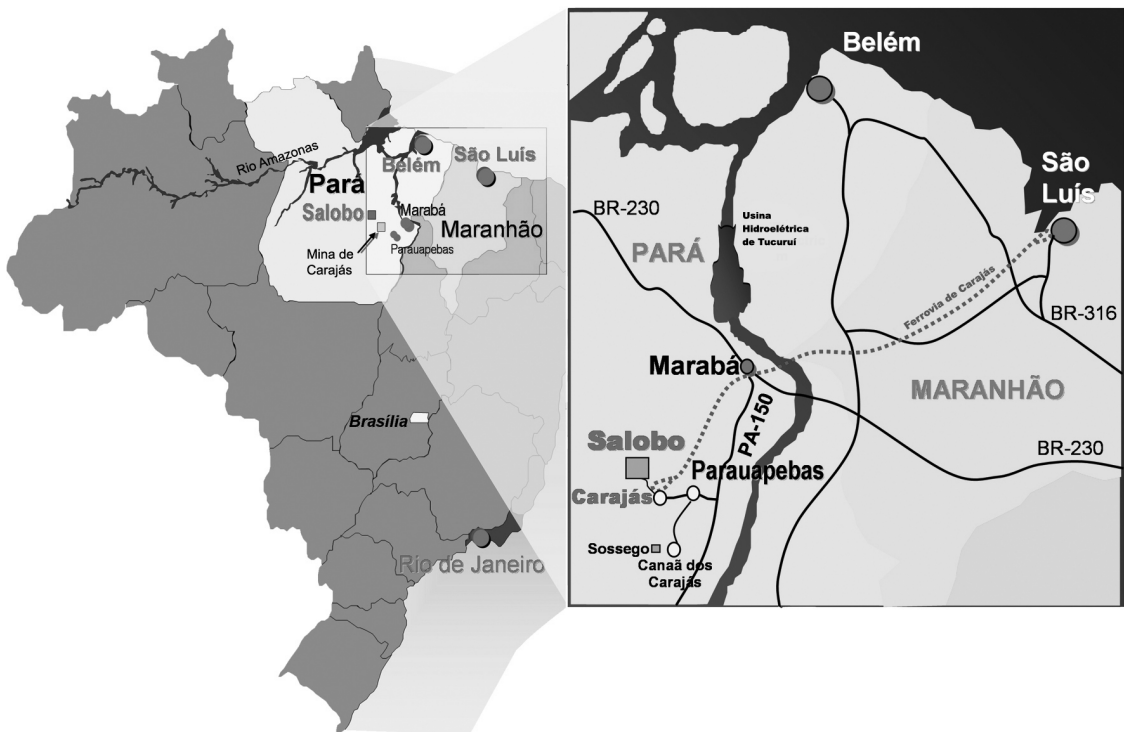 Rio Amazonas
Belém
São Luís
Pará
Salobo
Marabá
Maranhão
Mina de
Carajás
Parauapebas
Brasília
Rio de Janeiro
Belém
São
Luís
BR-230
Usina
Hidroelétrica
de Tucuruí
PARÁ
Ferrovia de Carajás
BR-316
Marabá
MARANHÃO
PA-150
Salobo
BR-230
Parauapebas
Carajás
Sossego
Canaã dos
Carajás